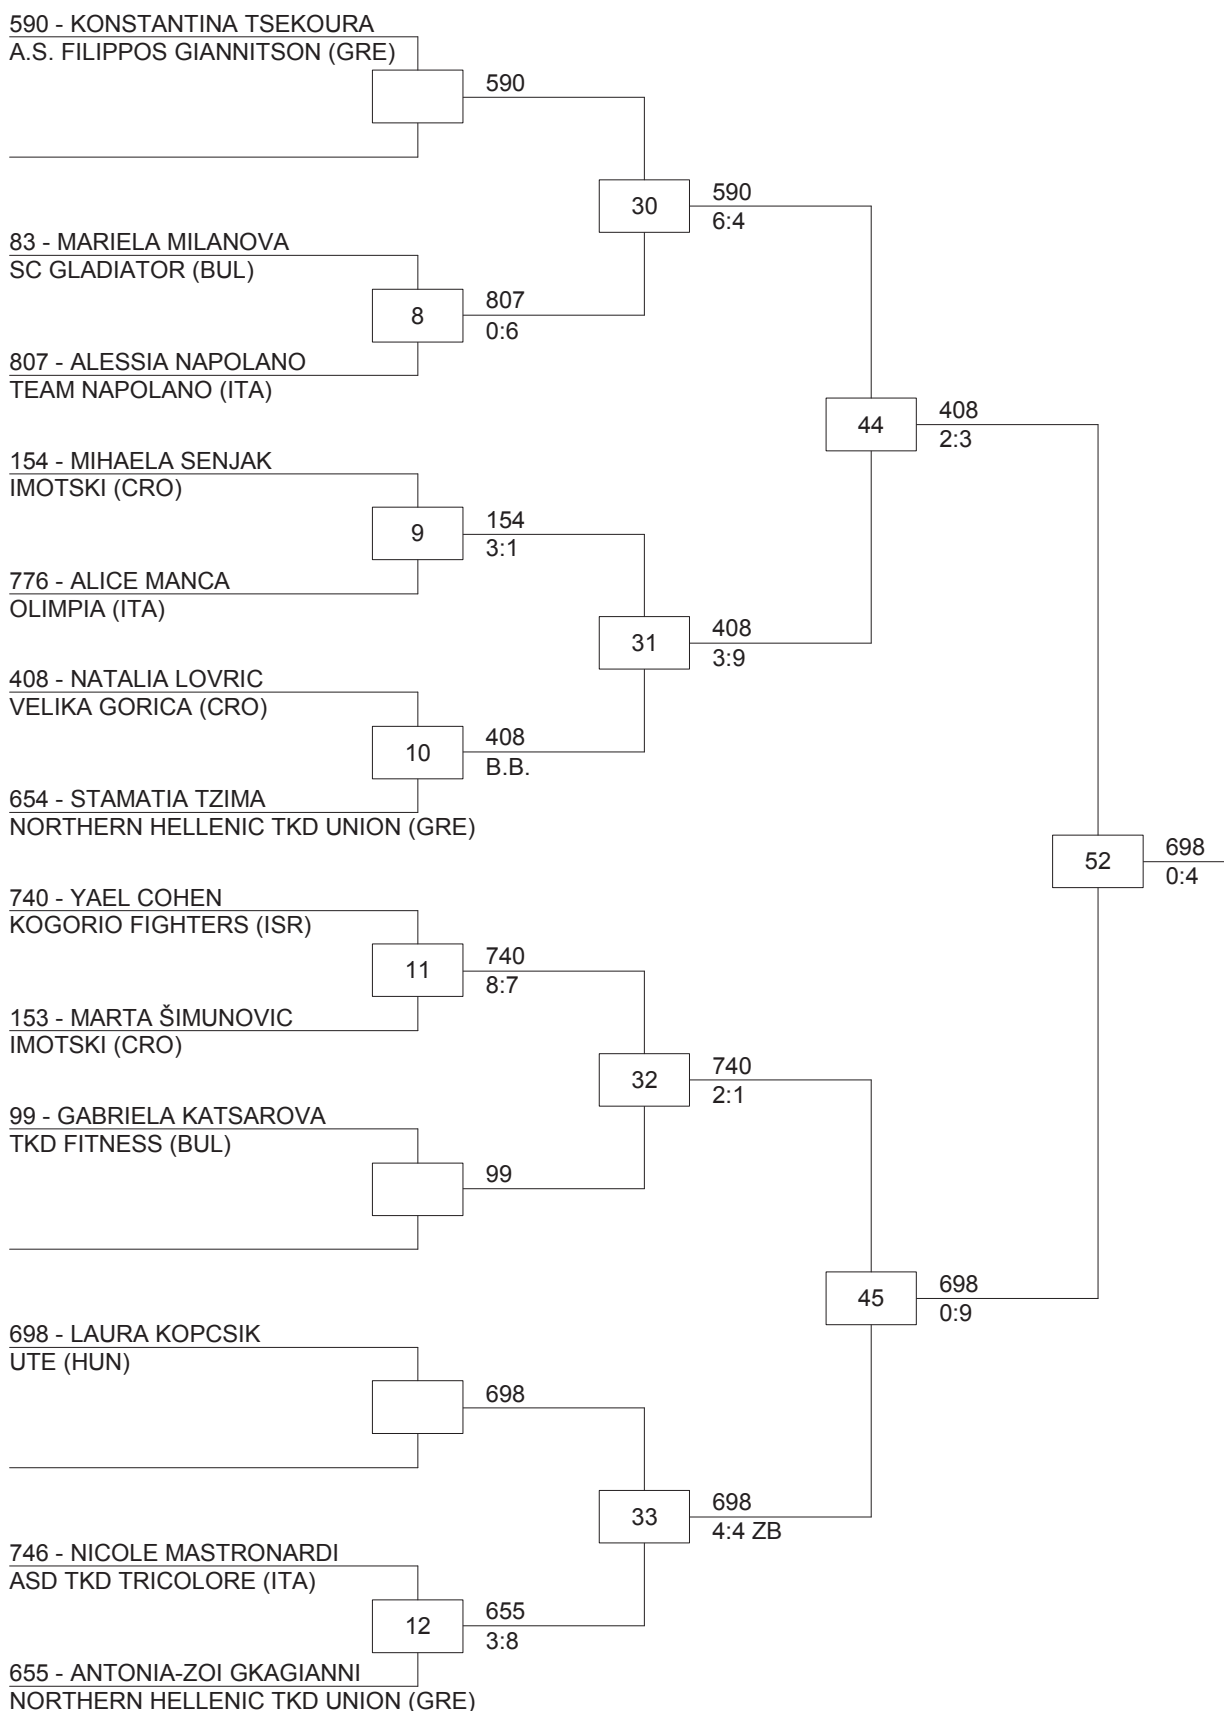 590 - KONSTANTINA TSEKOURA
A.S. FILIPPOS GIANNITSON (GRE)
590
30
590
6:4
83 - MARIELA MILANOVA
SC GLADIATOR (BUL)
8
807
0:6
807 - ALESSIA NAPOLANO
TEAM NAPOLANO (ITA)
44
408
2:3
154 - MIHAELA SENJAK
IMOTSKI (CRO)
9
154
3:1
776 - ALICE MANCA
OLIMPIA (ITA)
31
408
3:9
408 - NATALIA LOVRIC
VELIKA GORICA (CRO)
10
408
B.B.
654 - STAMATIA TZIMA
NORTHERN HELLENIC TKD UNION (GRE)
52
698
0:4
740 - YAEL COHEN
KOGORIO FIGHTERS (ISR)
11
740
8:7
153 - MARTA ŠIMUNOVIC
IMOTSKI (CRO)
32
740
2:1
99 - GABRIELA KATSAROVA
TKD FITNESS (BUL)
99
45
698
0:9
698 - LAURA KOPCSIK
UTE (HUN)
698
33
698
4:4 ZB
746 - NICOLE MASTRONARDI
ASD TKD TRICOLORE (ITA)
12
655
3:8
655 - ANTONIA-ZOI GKAGIANNI
NORTHERN HELLENIC TKD UNION (GRE)